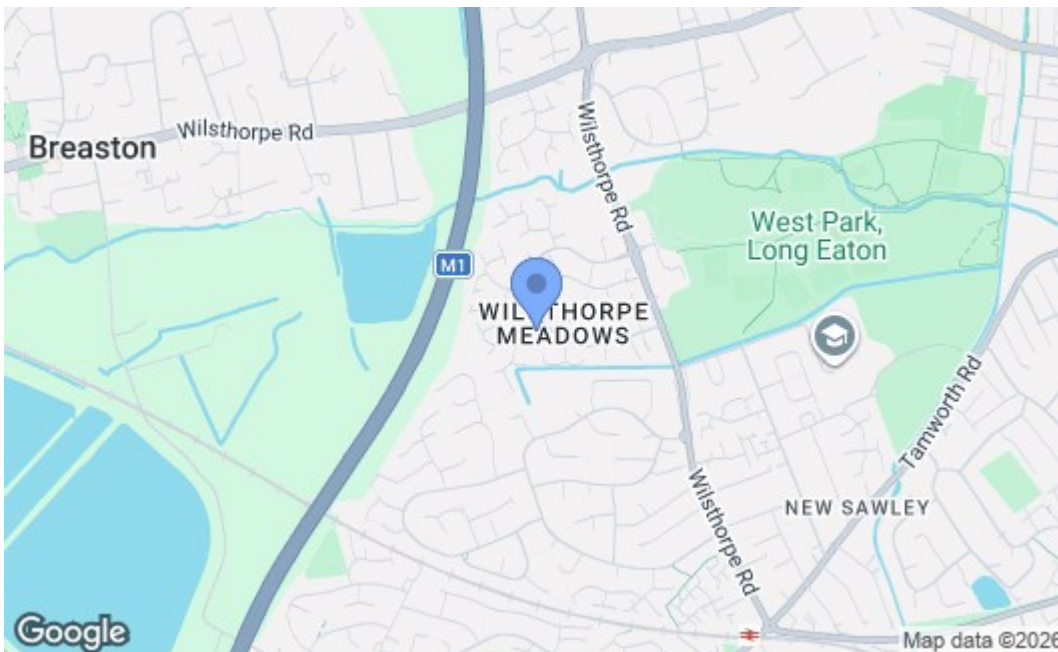 Wilsthorpe Rd
Breaston
Wilsthorpe Rd
West Park,
Long Eaton
M1
WILSTHORPE
MEADOWS
Tamworth Rd
Wilsthorpe Rd
NEW SAWLEY
Google
Map data ©2026